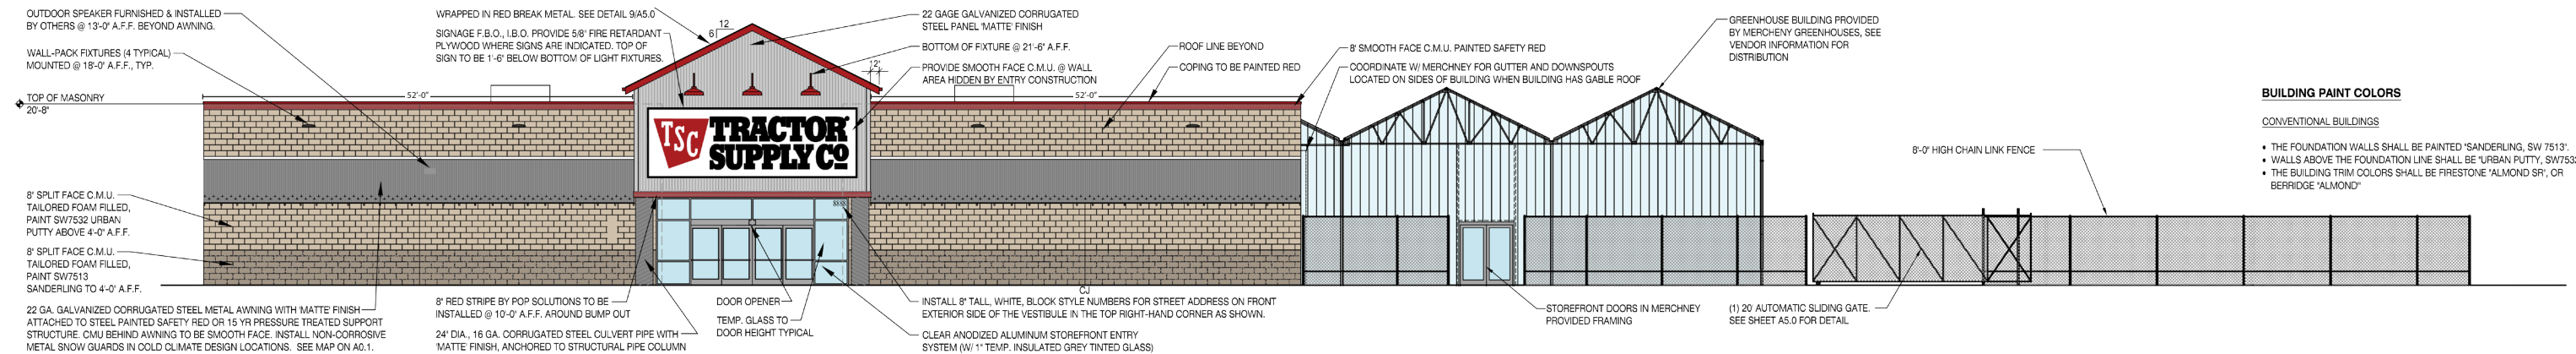 OUTDOOR SPEAKER FURNISHED & INSTALLED
BY OTHERS @ 13'-0" A.F.F. BEYOND AWNING.
WALL-PACK FIXTURES (4 TYPICAL)
MOUNTED @ 18'-0" A.F.F., TYP.
TOP OF MASONRY
20'-8"
8" SPLIT FACE C.M.U.
TAILORED FOAM FILLED,
PAINT SW7532 URBAN
PUTTY ABOVE 4'-0" A.F.F.
8" SPLIT FACE C.M.U.
TAILORED FOAM FILLED,
PAINT SW7513
SANDERLING TO 4'-0" A.F.F.
22 GA. GALVANIZED CORRUGATED STEEL METAL AWNING WITH 'MATTE' FINISH
ATTACHED TO STEEL PAINTED SAFETY RED OR 15 YR PRESSURE TREATED SUPPORT
STRUCTURE. CMU BEHIND AWNING TO BE SMOOTH FACE. INSTALL NON-CORROSIVE
METAL SNOW GUARDS IN COLD CLIMATE DESIGN LOCATIONS. SEE MAP ON A0.1.
52'-0"
WRAPPED IN RED BREAK METAL. SEE DETAIL 9/A5.0
SIGNAGE F.B.O., I.B.O. PROVIDE 5/8" FIRE RETARDANT
PLYWOOD WHERE SIGNS ARE INDICATED. TOP OF
SIGN TO BE 1'-6" BELOW BOTTOM OF LIGHT FIXTURES.
12
6
12"
TSC TRACTOR
SUPPLY CO
8" RED STRIPE BY POP SOLUTIONS TO BE
INSTALLED @ 10'-0" A.F.F. AROUND BUMP OUT
24" DIA., 16 GA. CORRUGATED STEEL CULVERT PIPE WITH
'MATTE' FINISH, ANCHORED TO STRUCTURAL PIPE COLUMN
DOOR OPENER
TEMP. GLASS TO
DOOR HEIGHT TYPICAL
22 GAGE GALVANIZED CORRUGATED
STEEL PANEL 'MATTE' FINISH
BOTTOM OF FIXTURE @ 21'-6" A.F.F.
PROVIDE SMOOTH FACE C.M.U. @ WALL
AREA HIDDEN BY ENTRY CONSTRUCTION
52'-0"
INSTALL 8" TALL, WHITE, BLOCK STYLE NUMBERS FOR STREET ADDRESS ON FRONT
EXTERIOR SIDE OF THE VESTIBULE IN THE TOP RIGHT-HAND CORNER AS SHOWN.
CLEAR ANODIZED ALUMINUM STOREFRONT ENTRY
SYSTEM (W/ 1" TEMP. INSULATED GREY TINTED GLASS)
CJ
ROOF LINE BEYOND
COPING TO BE PAINTED RED
8" SMOOTH FACE C.M.U. PAINTED SAFETY RED
COORDINATE W/ MERCHNEY FOR GUTTER AND DOWNSPOUTS
LOCATED ON SIDES OF BUILDING WHEN BUILDING HAS GABLE ROOF
GREENHOUSE BUILDING PROVIDED
BY MERCHENY GREENHOUSES, SEE
VENDOR INFORMATION FOR
DISTRIBUTION
STOREFRONT DOORS IN MERCHNEY
PROVIDED FRAMING
(1) 20' AUTOMATIC SLIDING GATE.
SEE SHEET A5.0 FOR DETAIL
8'-0" HIGH CHAIN LINK FENCE
BUILDING PAINT COLORS
CONVENTIONAL BUILDINGS
• THE FOUNDATION WALLS SHALL BE PAINTED "SANDERLING, SW 7513".
• WALLS ABOVE THE FOUNDATION LINE SHALL BE "URBAN PUTTY, SW753
• THE BUILDING TRIM COLORS SHALL BE FIRESTONE "ALMOND SR", OR
BERRIDGE "ALMOND"